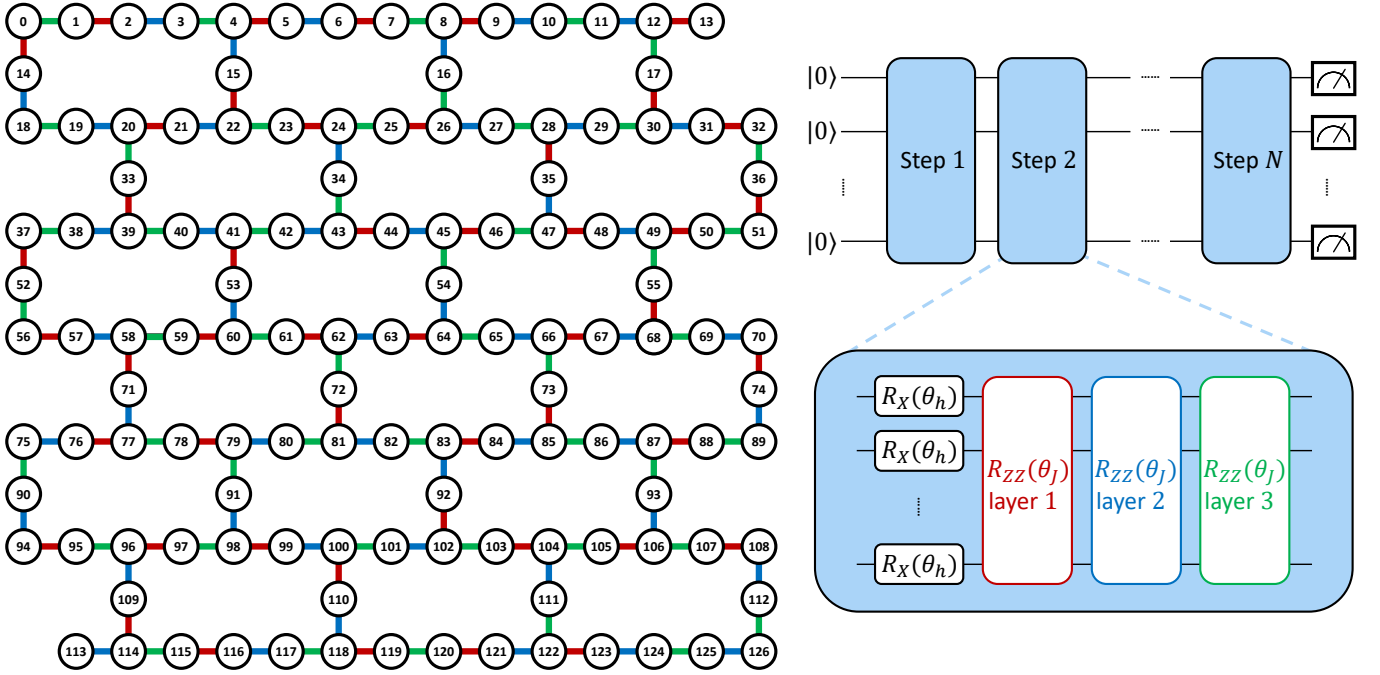 0 1 2 3 4 5 6 7 8 9 10 11 12 13
14 15 16 17
18 19 20 21 22 23 24 25 26 27 28 29 30 31 32
33 34 35 36
37 38 39 40 41 42 43 44 45 46 47 48 49 50 51
52 53 54 55
56 57 58 59 60 61 62 63 64 65 66 67 68 69 70
71 72 73 74
75 76 77 78 79 80 81 82 83 84 85 86 87 88 89
90 91 92 93
94 95 96 97 98 99 100 101 102 103 104 105 106 107 108
109 110 111 112
113 114 115 116 117 118 119 120 121 122 123 124 125 126
|0⟩
|0⟩
|0⟩
Step 1
Step 2
Step N
R_X(θ_h)
R_X(θ_h)
R_X(θ_h)
R_ZZ(θ_J)
layer 1
R_ZZ(θ_J)
layer 2
R_ZZ(θ_J)
layer 3